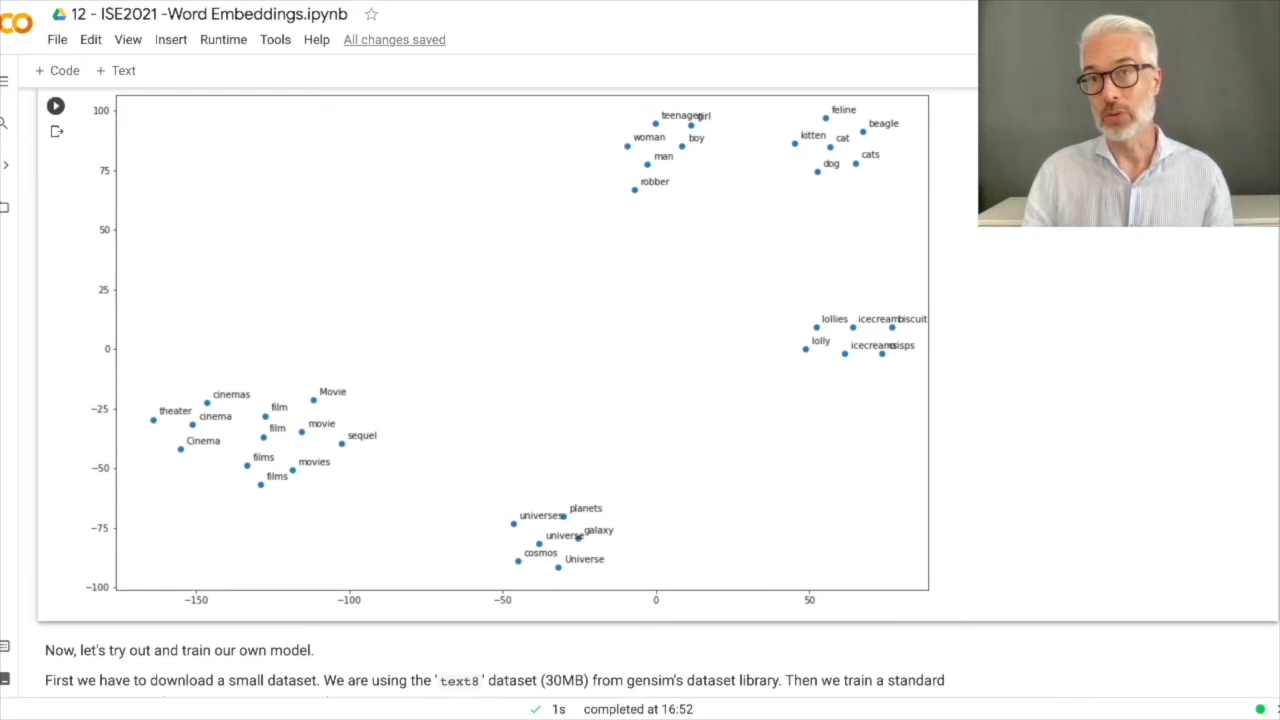 CO
12 - ISE2021 -Word Embeddings.ipynb
File Edit View Insert Runtime Tools Help All changes saved
+ Code + Text
100
75
50
25
0
−25
−50
−75
−100
−150
−100
−50
0
50
teenager
girl
woman
boy
man
robber
feline
beagle
kitten
cat
cats
dog
lollies
icecream
biscuit
lolly
icecreams
cinemas
Movie
theater
cinema
film
film
movie
sequel
Cinema
films
movies
films
universes
planets
universe
galaxy
cosmos
Universe
Now, let's try out and train our own model.
First we have to download a small dataset. We are using the 'text8' dataset (30MB) from gensim's dataset library. Then we train a standard
1s completed at 16:52